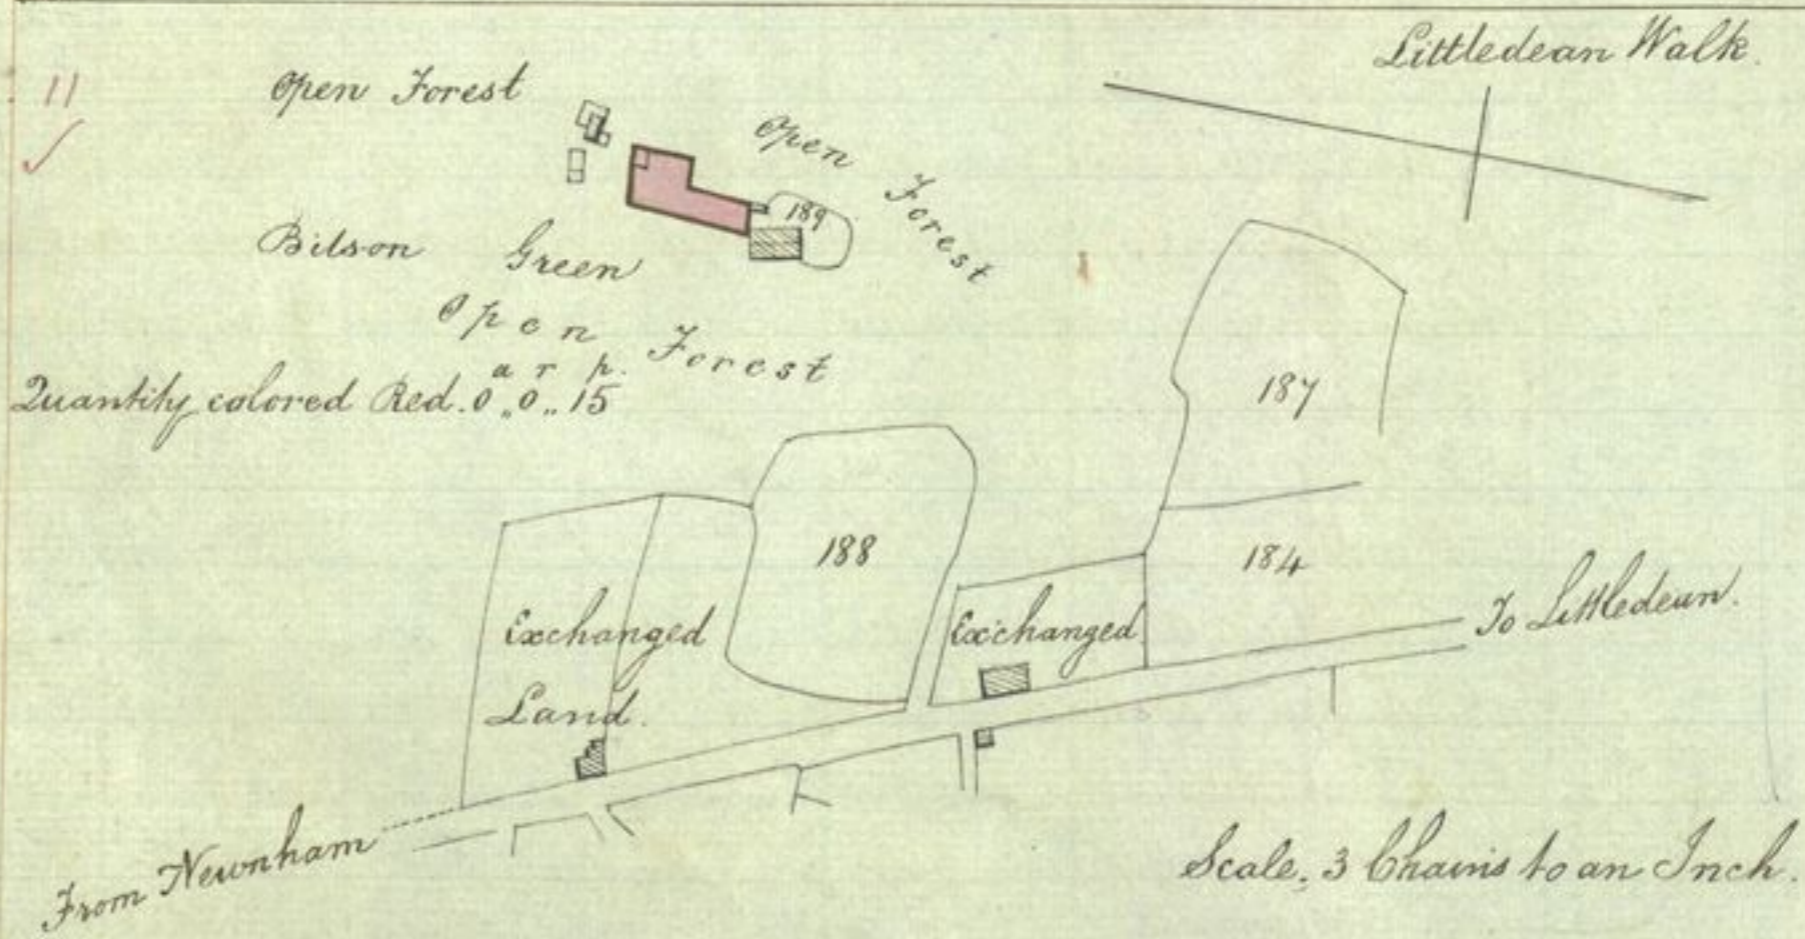 Littledean Walk.
11
Open Forest
Open Forest
189
Bilson Green
Open Forest
a r p.
Quantity colored Red. 0,, 0,, 15
187
188
184
Exchanged
Land.
Exchanged
To Littledean.
From Newnham
Scale. 3 Chains to an Inch.